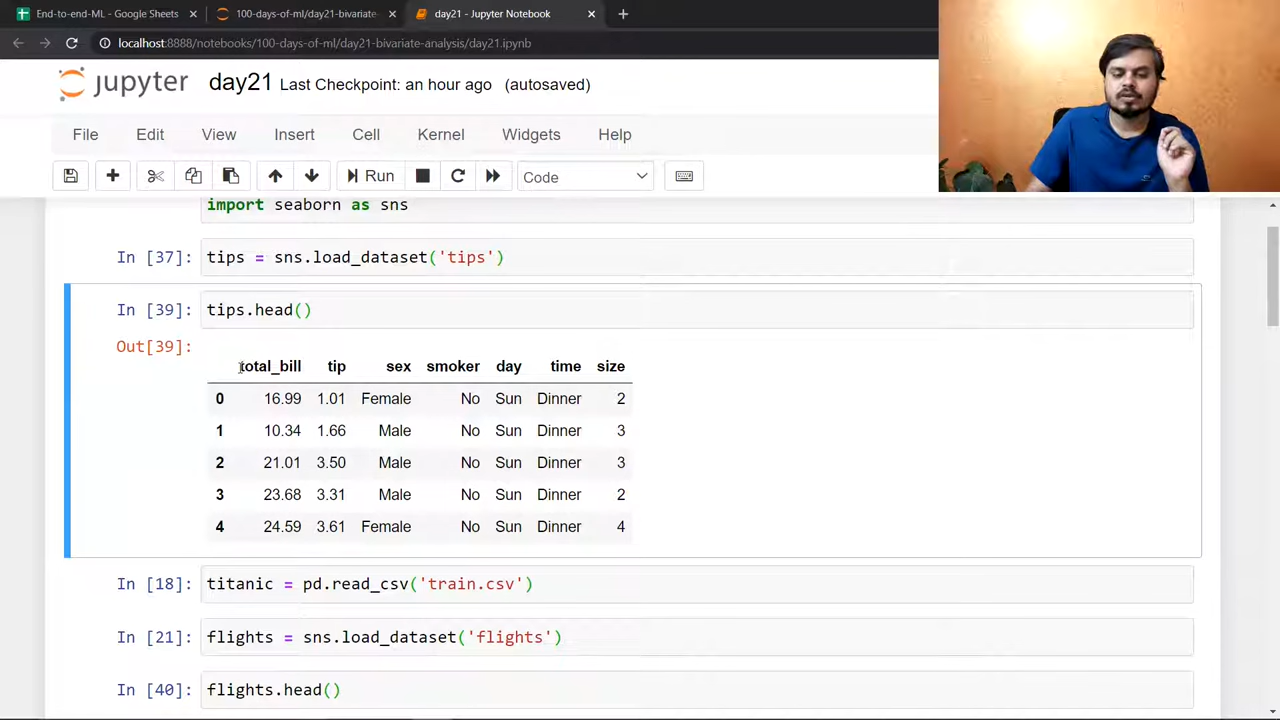 End-to-end-ML - Google Sheets
100-days-of-ml/day21-bivariate-
day21 - Jupyter Notebook
localhost:8888/notebooks/100-days-of-ml/day21-bivariate-analysis/day21.ipynb
jupyter day21 Last Checkpoint: an hour ago (autosaved)
File Edit View Insert Cell Kernel Widgets Help
Run Code
import seaborn as sns
In [37]: tips = sns.load_dataset('tips')
In [39]: tips.head()
Out[39]:
total_bill tip sex smoker day time size
0 16.99 1.01 Female No Sun Dinner 2
1 10.34 1.66 Male No Sun Dinner 3
2 21.01 3.50 Male No Sun Dinner 3
3 23.68 3.31 Male No Sun Dinner 2
4 24.59 3.61 Female No Sun Dinner 4
In [18]: titanic = pd.read_csv('train.csv')
In [21]: flights = sns.load_dataset('flights')
In [40]: flights.head()